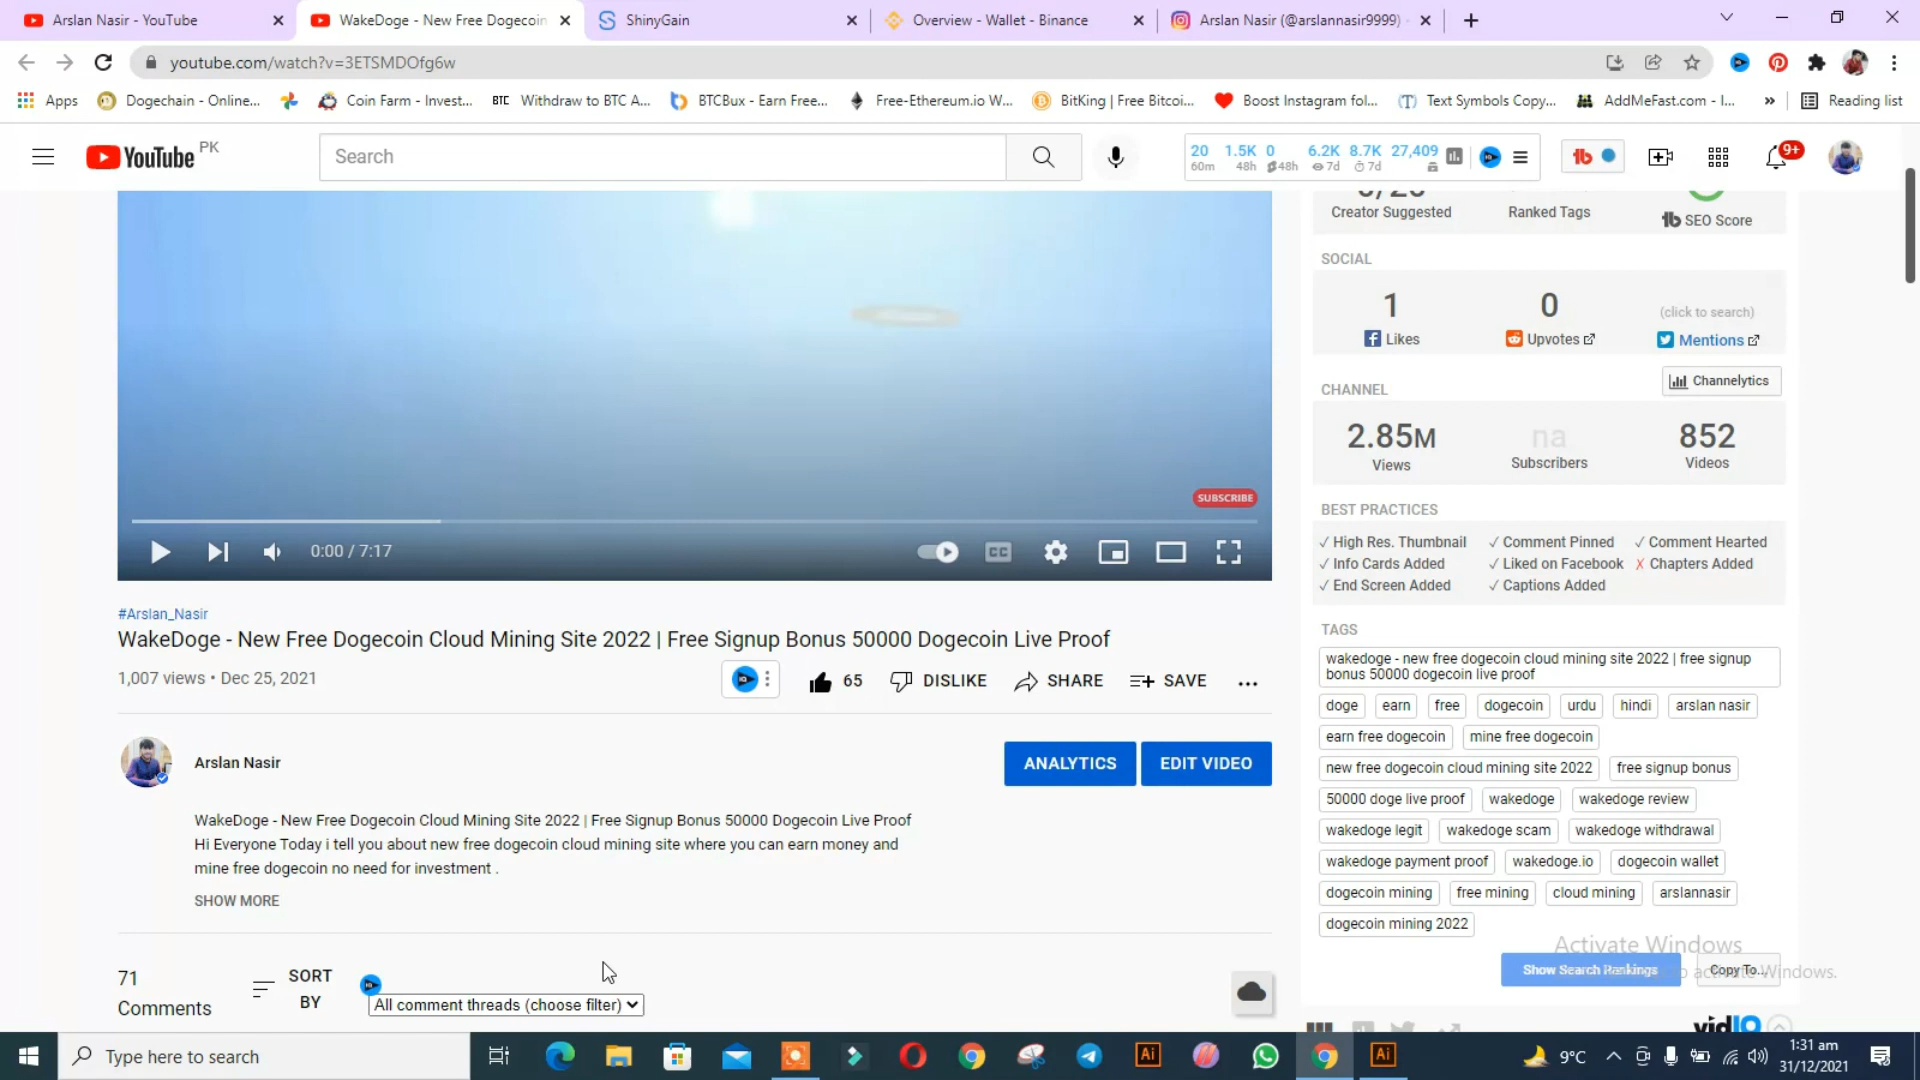 Arslan Nasir - YouTube
WakeDoge - New Free Dogecoin
ShinyGain
Overview - Wallet - Binance
Arslan Nasir (@arslannasir9999)
youtube.com/watch?v=3ETSMDOfg6w
Apps
Dogechain - Online...
Coin Farm - Invest...
BTC Withdraw to BTC A...
BTCBux - Earn Free...
Free-Ethereum.io W...
BitKing | Free Bitcoi...
Boost Instagram fol...
Text Symbols Copy...
AddMeFast.com - I...
Reading list
YouTube PK
Search
20 1.5K 0 6.2K 8.7K 27,409
60m 48h 48h 7d 7d
9+
Creator Suggested
Ranked Tags
SEO Score
SOCIAL
1 0 (click to search)
Likes Upvotes Mentions
CHANNEL
Channelytics
2.85M na 852
Views Subscribers Videos
BEST PRACTICES
✓ High Res. Thumbnail ✓ Comment Pinned ✓ Comment Hearted
✓ Info Cards Added ✓ Liked on Facebook ✗ Chapters Added
✓ End Screen Added ✓ Captions Added
SUBSCRIBE
0:00 / 7:17
CC
#Arslan_Nasir
WakeDoge - New Free Dogecoin Cloud Mining Site 2022 | Free Signup Bonus 50000 Dogecoin Live Proof
1,007 views • Dec 25, 2021
65 DISLIKE SHARE SAVE
Arslan Nasir
ANALYTICS
EDIT VIDEO
WakeDoge - New Free Dogecoin Cloud Mining Site 2022 | Free Signup Bonus 50000 Dogecoin Live Proof
Hi Everyone Today i tell you about new free dogecoin cloud mining site where you can earn money and
mine free dogecoin no need for investment .
SHOW MORE
71
Comments
SORT
BY
All comment threads (choose filter)
TAGS
wakedoge - new free dogecoin cloud mining site 2022 | free signup
bonus 50000 dogecoin live proof
doge earn free dogecoin urdu hindi arslan nasir
earn free dogecoin mine free dogecoin
new free dogecoin cloud mining site 2022 free signup bonus
50000 doge live proof wakedoge wakedoge review
wakedoge legit wakedoge scam wakedoge withdrawal
wakedoge payment proof wakedoge.io dogecoin wallet
dogecoin mining free mining cloud mining arslannasir
dogecoin mining 2022
Activate Windows
Show Search Rankings
Copy To...
Windows.
vidIQ
Type here to search
Ai
Ai
9°C
1:31 am
31/12/2021